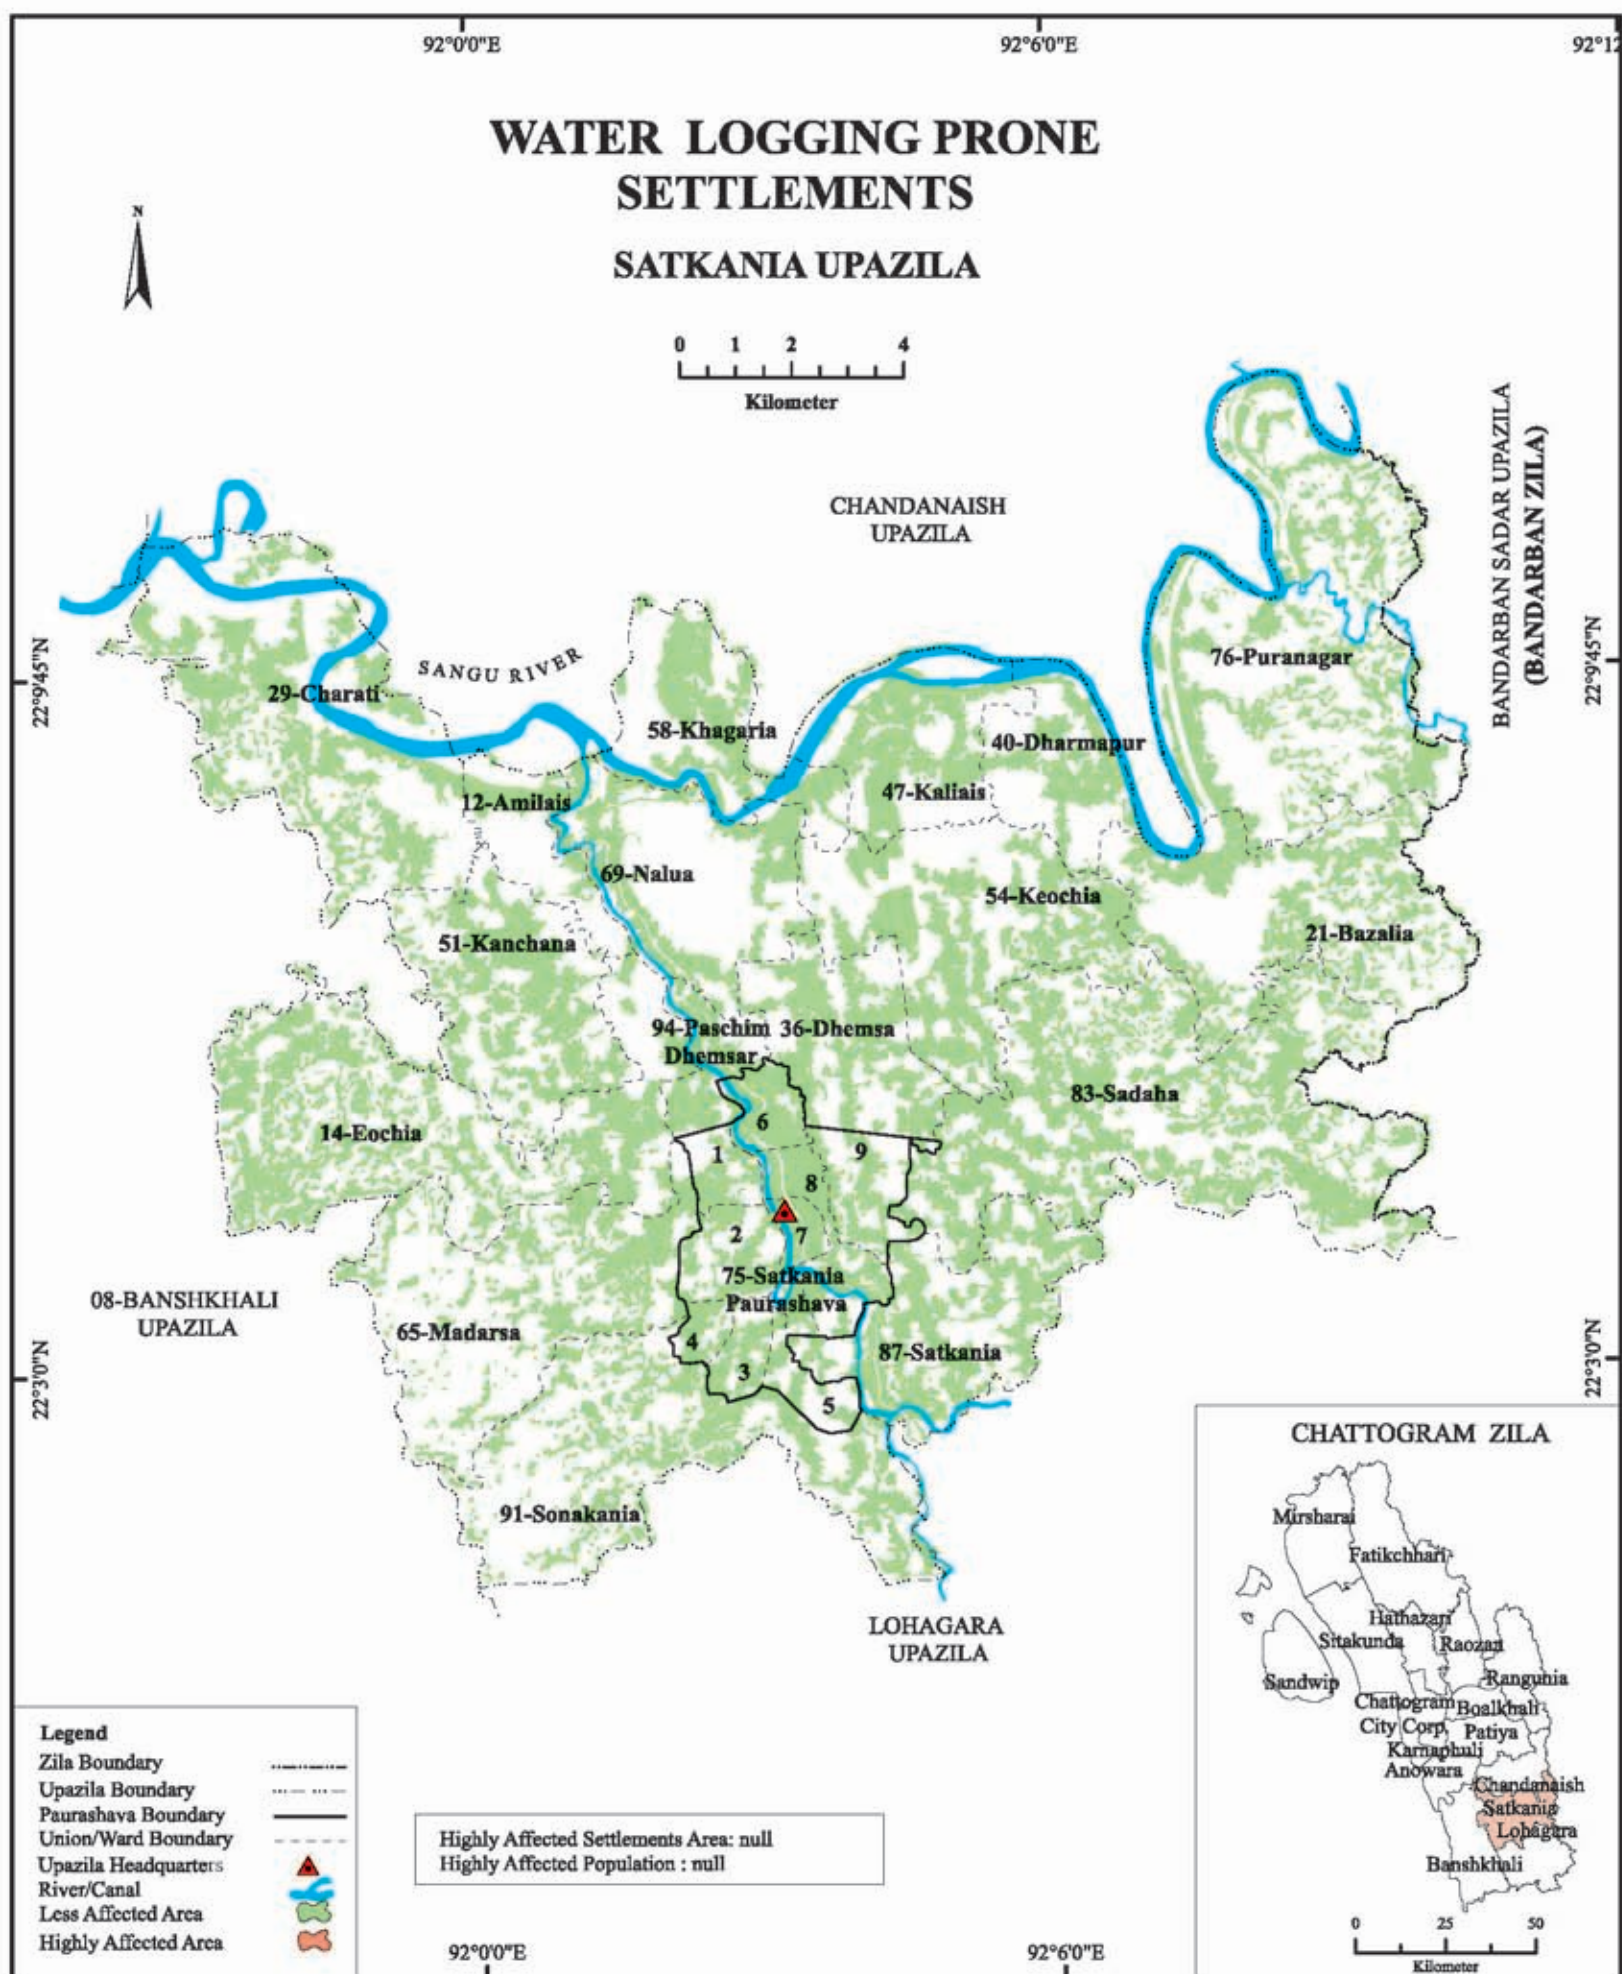 92°0'0"E
92°6'0"E
92°12
WATER LOGGING PRONE
SETTLEMENTS
SATKANIA UPAZILA
N
0 1 2 4
Kilometer
CHANDANAISH
UPAZILA
BANDARBAN SADAR UPAZILA
(BANDARBAN ZILA)
22°9'45"N
22°9'45"N
SANGU RIVER
76-Puranagar
29-Charati
58-Khagaria
40-Dharmapur
47-Kaliais
12-Amilais
69-Nalua
54-Keochia
21-Bazalia
51-Kanchana
94-Paschim
Dhemsar
36-Dhemsa
83-Sadaha
14-Eochia
6
1
9
8
2
7
75-Satkania
Paurashava
08-BANSHKHALI
UPAZILA
65-Madarsa
4
3
5
87-Satkania
22°3'0"N
22°3'0"N
91-Sonakania
LOHAGARA
UPAZILA
CHATTOGRAM ZILA
Mirsharai
Fatikchhari
Hathazari
Sitakunda
Raozan
Sandwip
Rangunia
Chattogram
City Corp.
Boalkhali
Patiya
Karnaphuli
Anowara
Chandanaish
Satkania
Lohagara
Banshkhali
0 25 50
Kilometer
Legend
Zila Boundary
Upazila Boundary
Paurashava Boundary
Union/Ward Boundary
Upazila Headquarters
River/Canal
Less Affected Area
Highly Affected Area
Highly Affected Settlements Area: null
Highly Affected Population : null
92°0'0"E
92°6'0"E